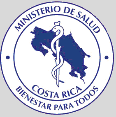 MINISTERIO DE SALUD
COSTA RICA
BIENESTAR PARA TODOS